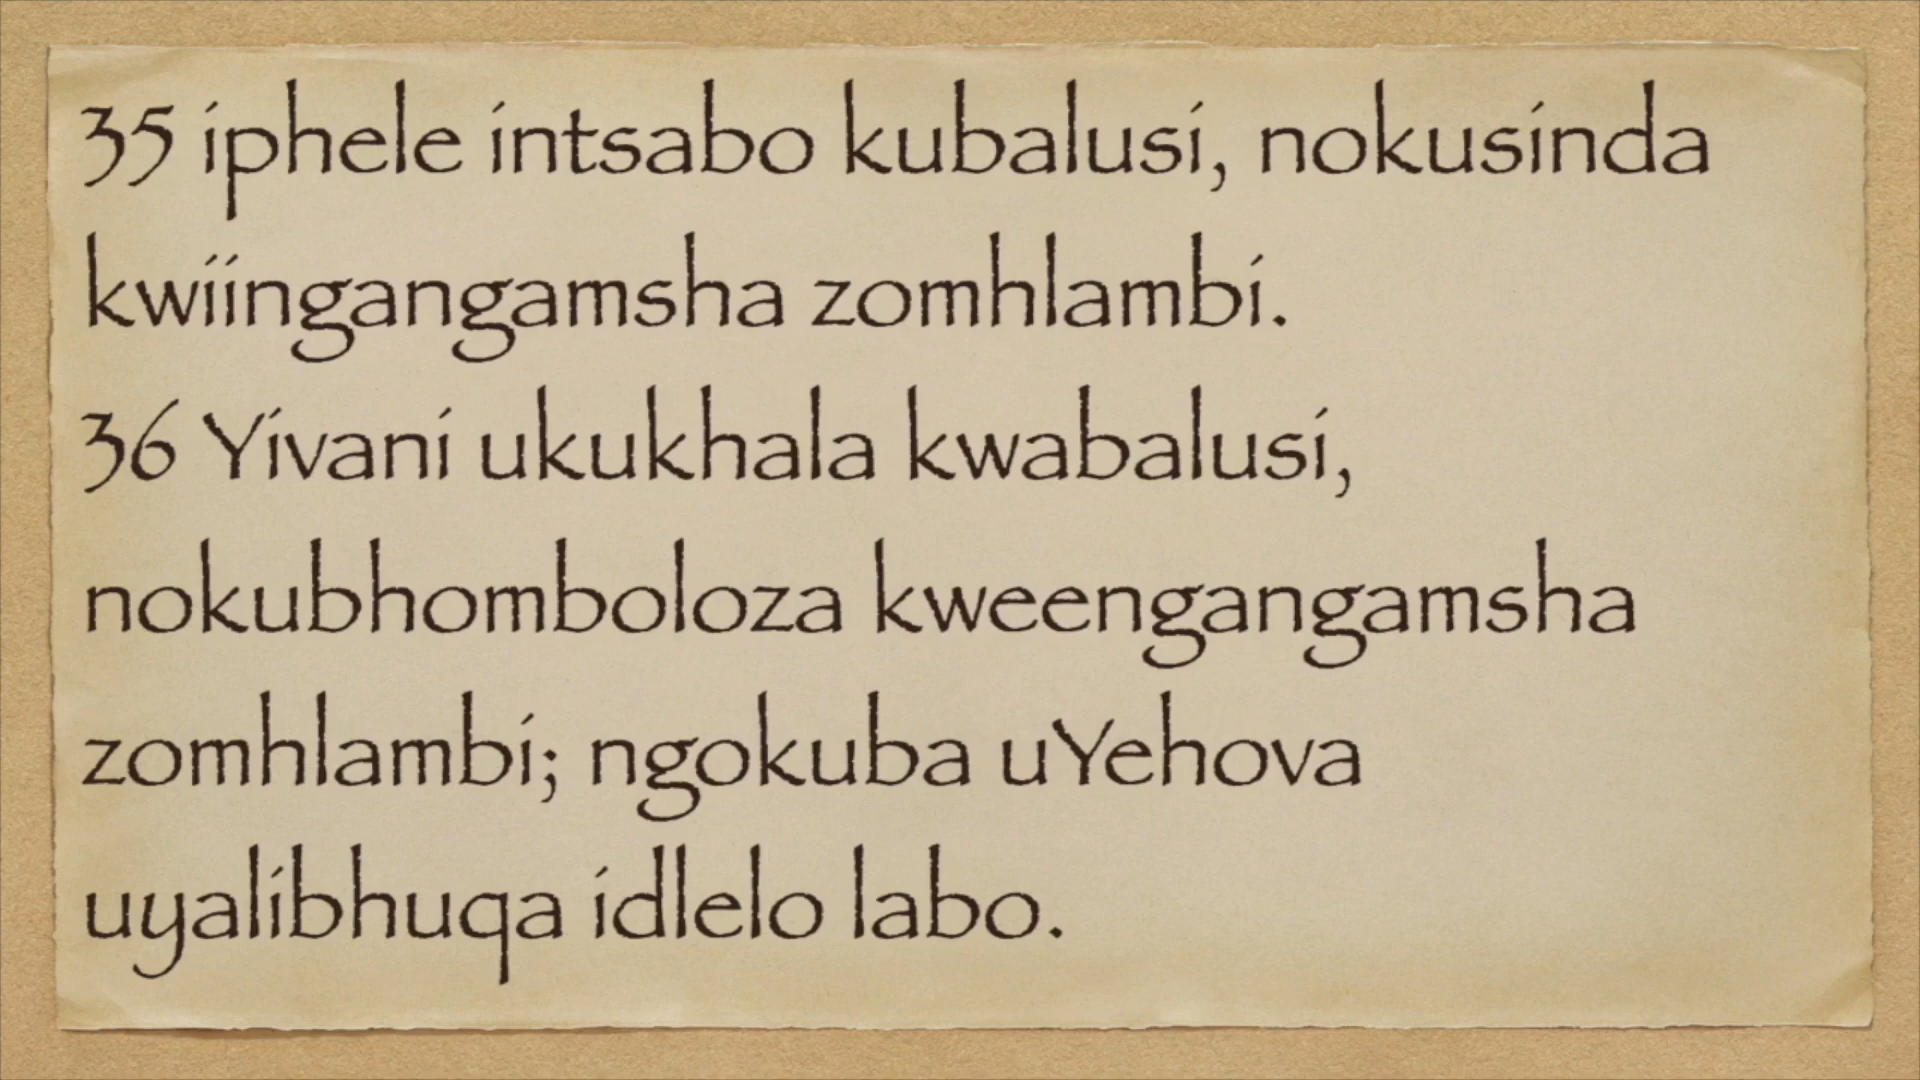 35 iphele intsabo kubalusi, nokusinda
kwiingangamsha zomhlambi.
36 Yivani ukukhala kwabalusi,
nokubhomboloza kweengangamsha
zomhlambi; ngokuba uYehova
uyalibhuqa idlelo labo.